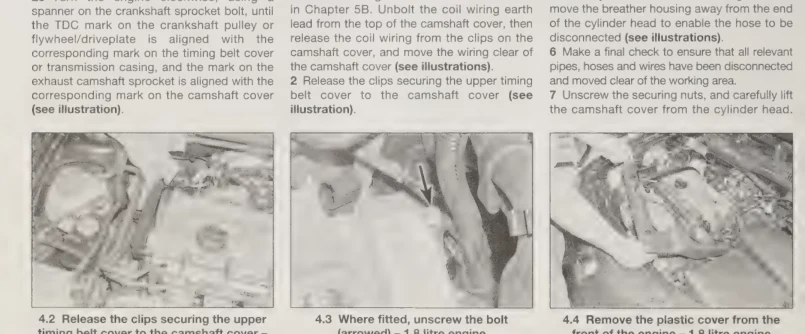 spanner on the crankshaft sprocket bolt, until
the TDC mark on the crankshaft pulley or
flywheel/driveplate is aligned with the
corresponding mark on the timing belt cover
or transmission casing, and the mark on the
exhaust camshaft sprocket is aligned with the
corresponding mark on the camshaft cover
(see illustration).
in Chapter 5B. Unbolt the coil wiring earth
lead from the top of the camshaft cover, then
release the coil wiring from the clips on the
camshaft cover, and move the wiring clear of
the camshaft cover (see illustrations).
2 Release the clips securing the upper timing
belt cover to the camshaft cover (see
illustration).
move the breather housing away from the end
of the cylinder head to enable the hose to be
disconnected (see illustrations).
6 Make a final check to ensure that all relevant
pipes, hoses and wires have been disconnected
and moved clear of the working area.
7 Unscrew the securing nuts, and carefully lift
the camshaft cover from the cylinder head.
4.2 Release the clips securing the upper
timing belt cover to the camshaft cover –
4.3 Where fitted, unscrew the bolt
(arrowed) – 1.8 litre engine
4.4 Remove the plastic cover from the
front of the engine – 1.8 litre engine